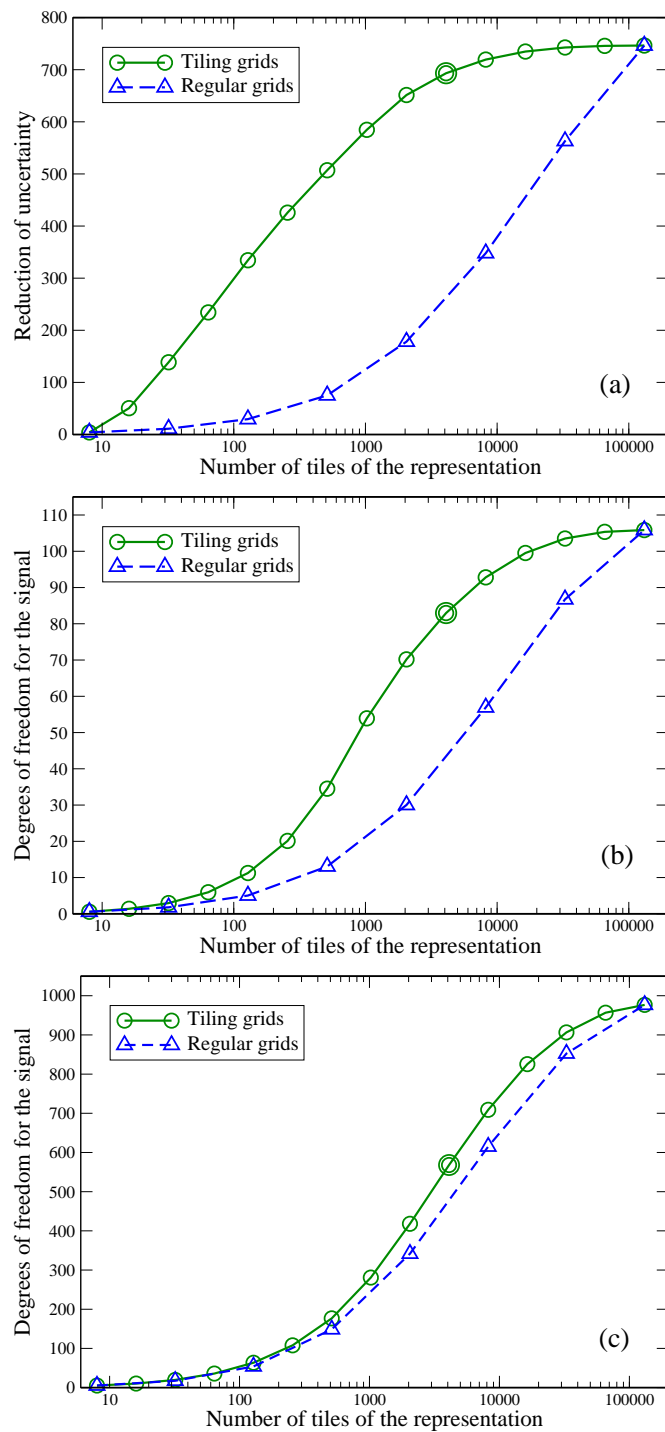 800
700
600
500
400
300
200
100
0
Reduction of uncertainty
Tiling grids
Regular grids
(a)
10 100 1000 10000 100000
Number of tiles of the representation
110
100
90
80
70
60
50
40
30
20
10
0
Degrees of freedom for the signal
Tiling grids
Regular grids
(b)
10 100 1000 10000 100000
Number of tiles of the representation
1000
900
800
700
600
500
400
300
200
100
0
Degrees of freedom for the signal
Tiling grids
Regular grids
(c)
10 100 1000 10000 100000
Number of tiles of the representation